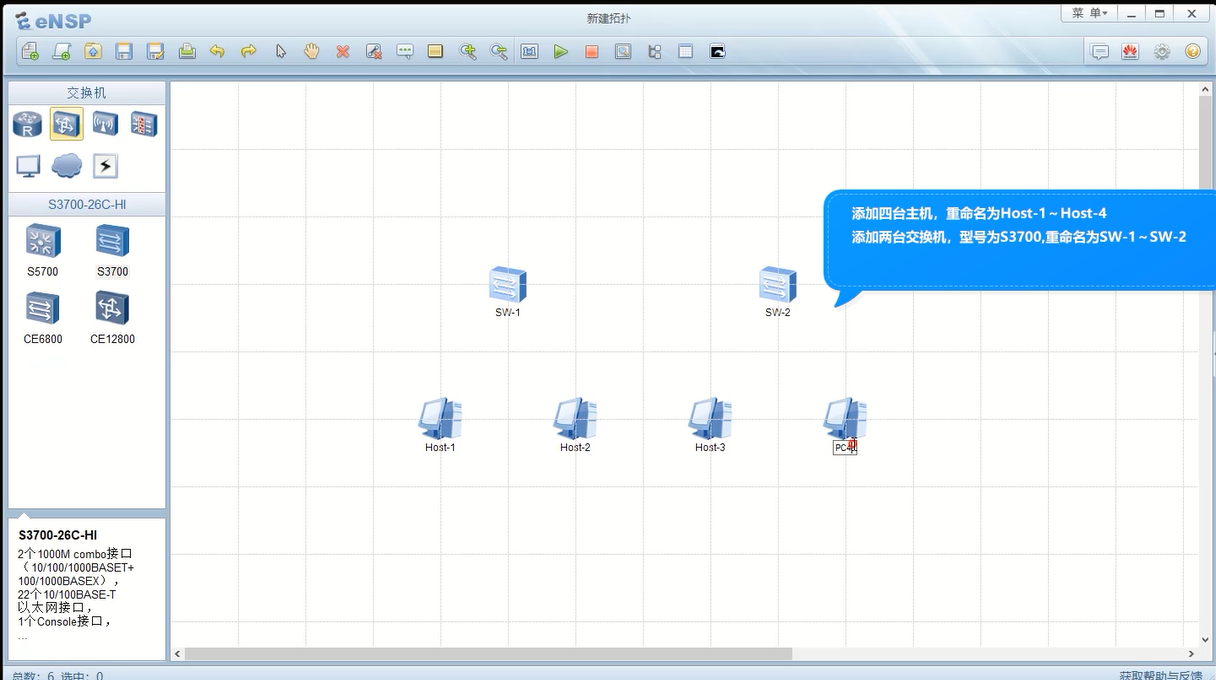 eNSP
新建拓扑
菜 单
交换机
R
S3700-26C-HI
S5700
S3700
CE6800
CE12800
添加四台主机，重命名为Host-1～Host-4
添加两台交换机，型号为S3700,重命名为SW-1～SW-2
SW-1
SW-2
Host-1
Host-2
Host-3
S3700-26C-HI
2个1000M combo接口
（10/100/1000BASET+
100/1000BASEX），
22个10/100BASE-T
以太网接口，
1个Console接口，
...
总数：6 选中：0
获取帮助与反馈